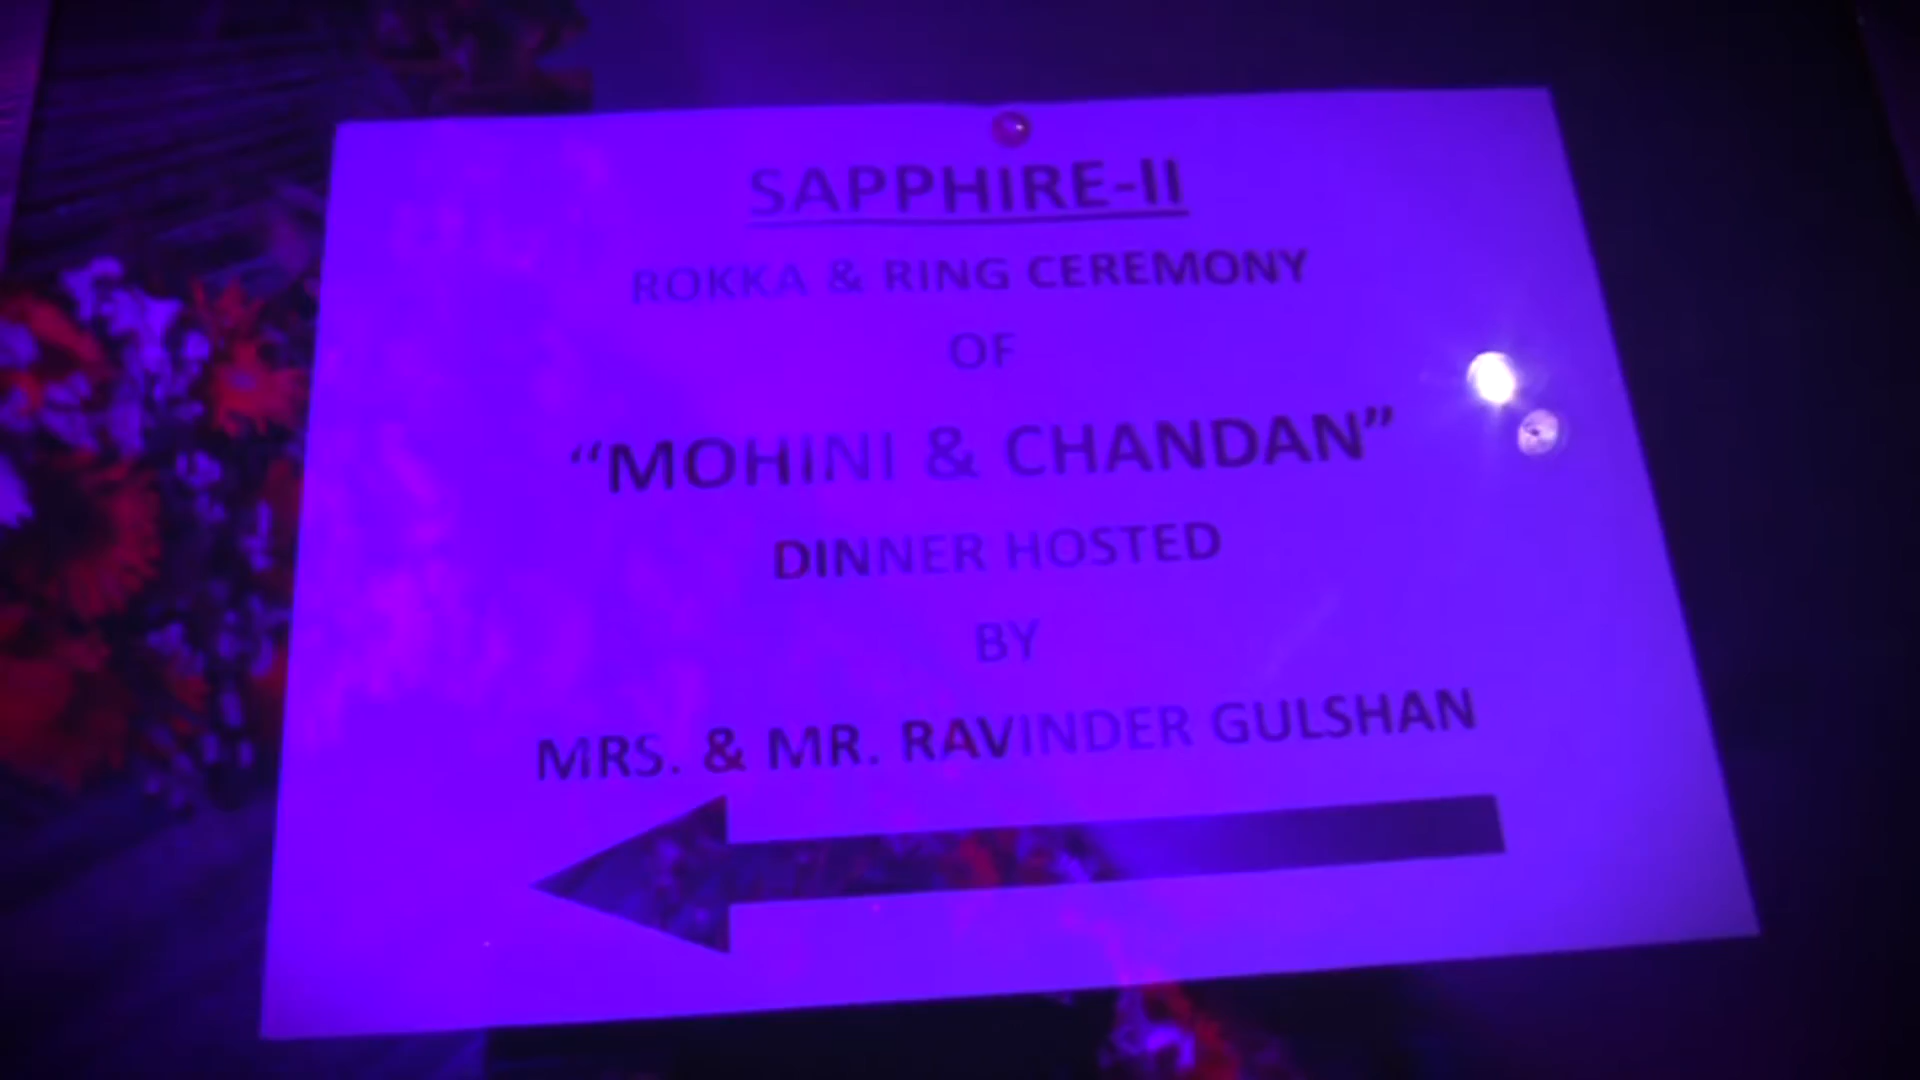 SAPPHIRE-II
ROKKA & RING CEREMONY
OF
“MOHINI & CHANDAN”
DINNER HOSTED
BY
MRS. & MR. RAVINDER GULSHAN